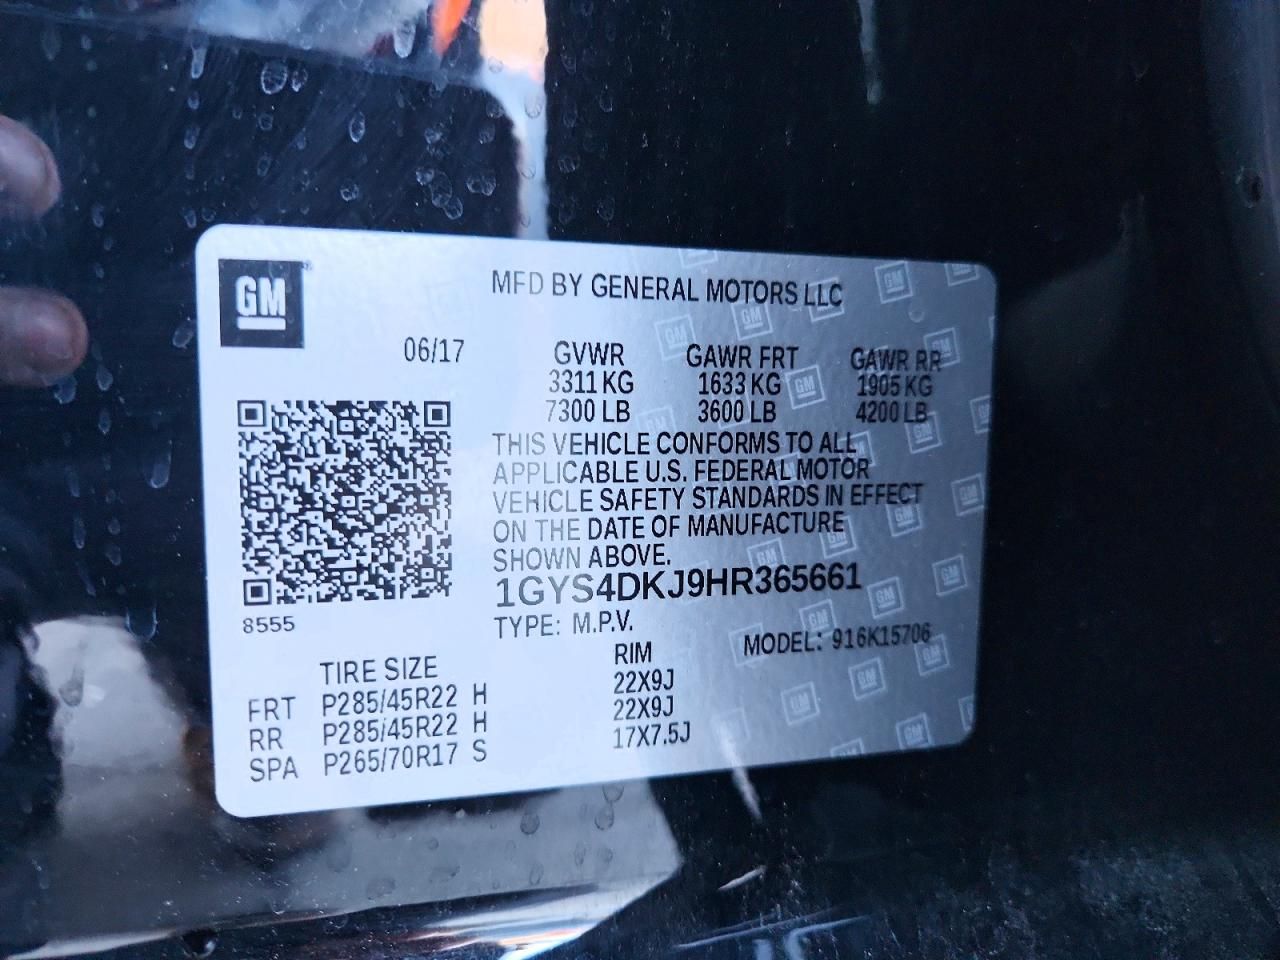 GM
MFD BY GENERAL MOTORS LLC
06/17 GVWR GAWR FRT GAWR RR
3311 KG 1633 KG 1905 KG
7300 LB 3600 LB 4200 LB
THIS VEHICLE CONFORMS TO ALL
APPLICABLE U.S. FEDERAL MOTOR
VEHICLE SAFETY STANDARDS IN EFFECT
ON THE DATE OF MANUFACTURE
SHOWN ABOVE.
1GYS4DKJ9HR365661
8555
TYPE: M.P.V. MODEL: 916K15706
TIRE SIZE RIM
FRT P285/45R22 H 22X9J
RR P285/45R22 H 22X9J
SPA P265/70R17 S 17X7.5J